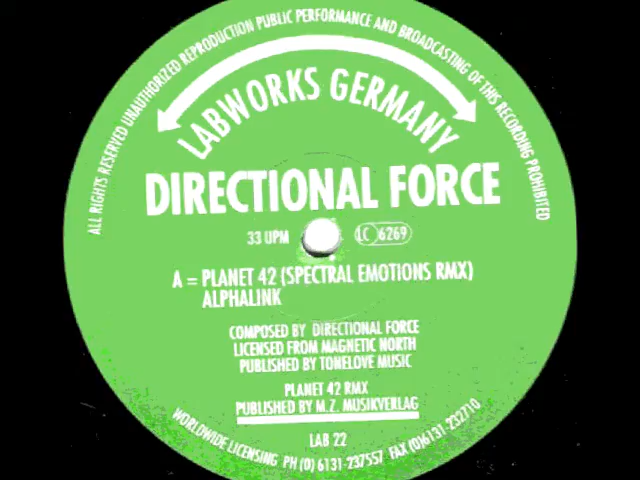 ALL RIGHTS RESERVED UNAUTHORIZED REPRODUCTION PUBLIC PERFORMANCE AND BROADCASTING OF THIS RECORDING PROHIBITED
LABWORKS GERMANY
DIRECTIONAL FORCE
33 UPM LC 6269
A = PLANET 42 (SPECTRAL EMOTIONS RMX)
ALPHALINK
COMPOSED BY DIRECTIONAL FORCE
LICENSED FROM MAGNETIC NORTH
PUBLISHED BY TONELOVE MUSIC
PLANET 42 RMX
PUBLISHED BY M.Z. MUSIKVERLAG
LAB 22
WORLDWIDE LICENSING PH (0) 6131-237557 FAX (0)6131-232710